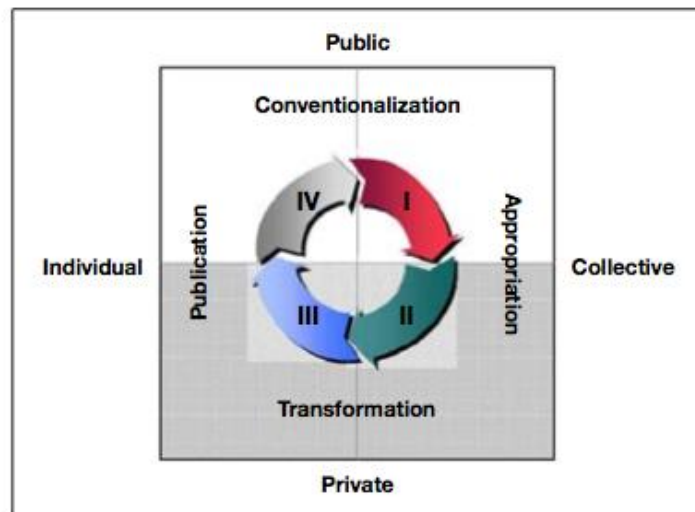 Public
Conventionalization
IV
I
Individual
Publication
Appropriation
Collective
III
II
Transformation
Private